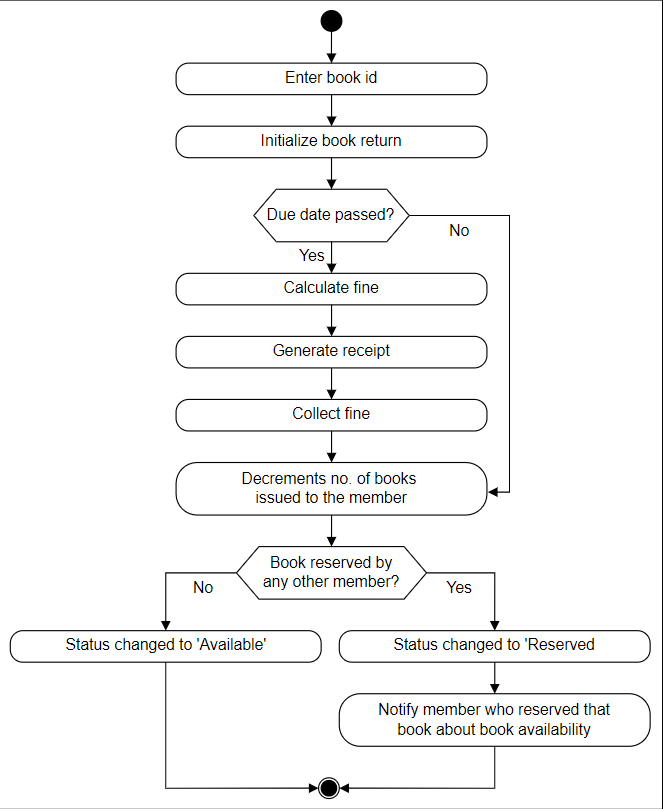 Enter book id
Initialize book return
Due date passed?
No
Yes
Calculate fine
Generate receipt
Collect fine
Decrements no. of books
issued to the member
Book reserved by
any other member?
No
Yes
Status changed to 'Available'
Status changed to 'Reserved
Notify member who reserved that
book about book availability